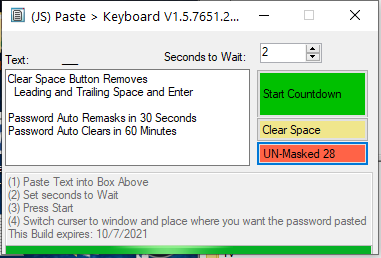 (JS) Paste > Keyboard V1.5.7651.2...
Text: ___ Seconds to Wait: 2
Clear Space Button Removes
Leading and Trailing Space and Enter
Password Auto Remasks in 30 Seconds
Password Auto Clears in 60 Minutes
Start Countdown
Clear Space
UN-Masked 28
(1) Paste Text into Box Above
(2) Set seconds to Wait
(3) Press Start
(4) Switch curser to window and place where you want the password pasted
This Build expires: 10/7/2021